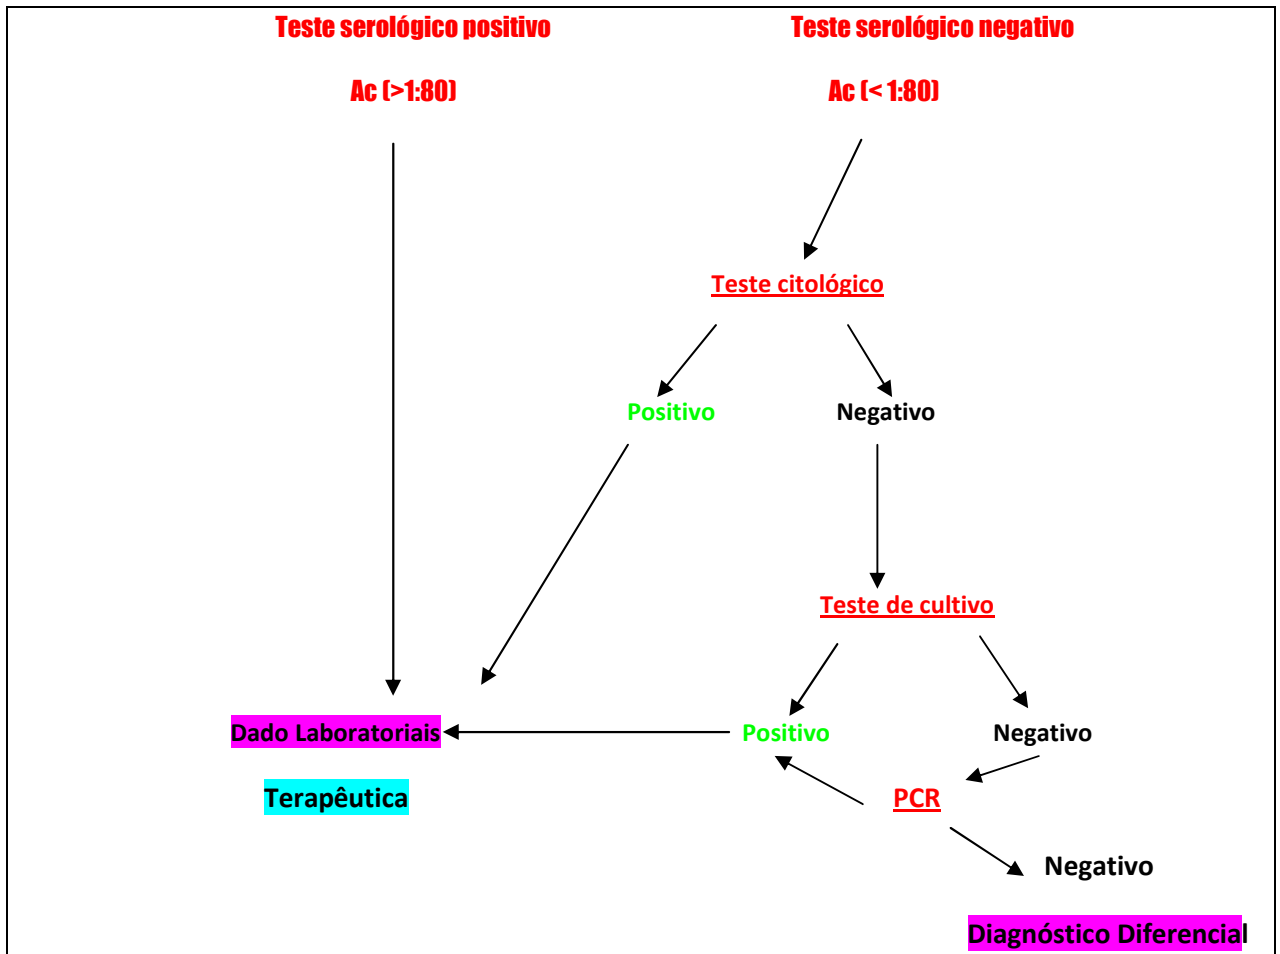 Teste serológico positivo
Teste serológico negativo
Ac (>1:80)
Ac (< 1:80)
Teste citológico
Positivo
Negativo
Teste de cultivo
Dado Laboratoriais
Positivo
Negativo
Terapêutica
PCR
Negativo
Diagnóstico Diferencial